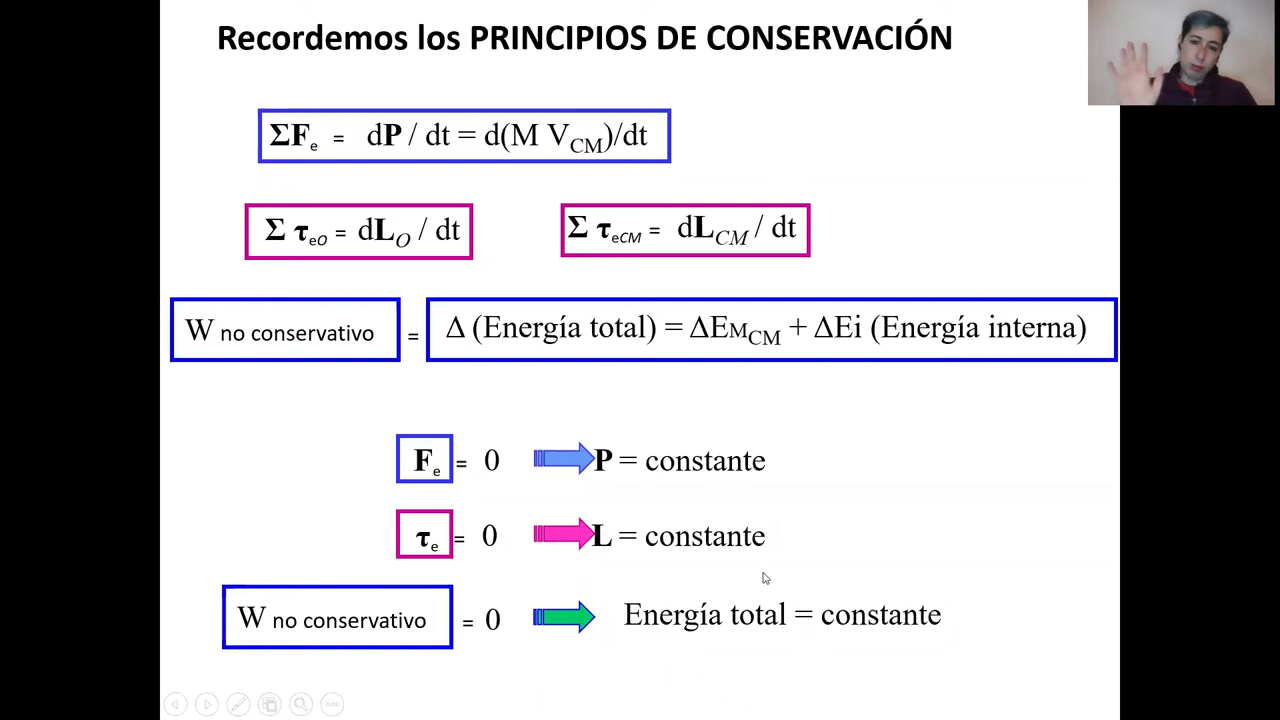 Recordemos los PRINCIPIOS DE CONSERVACIÓN
ΣFe = dP / dt = d(M VCM)/dt
Σ τeO = dLO / dt
Σ τeCM = dLCM / dt
W no conservativo = Δ (Energía total) = ΔEMCM + ΔEi (Energía interna)
Fe = 0 P = constante
τe = 0 L = constante
W no conservativo = 0 Energía total = constante